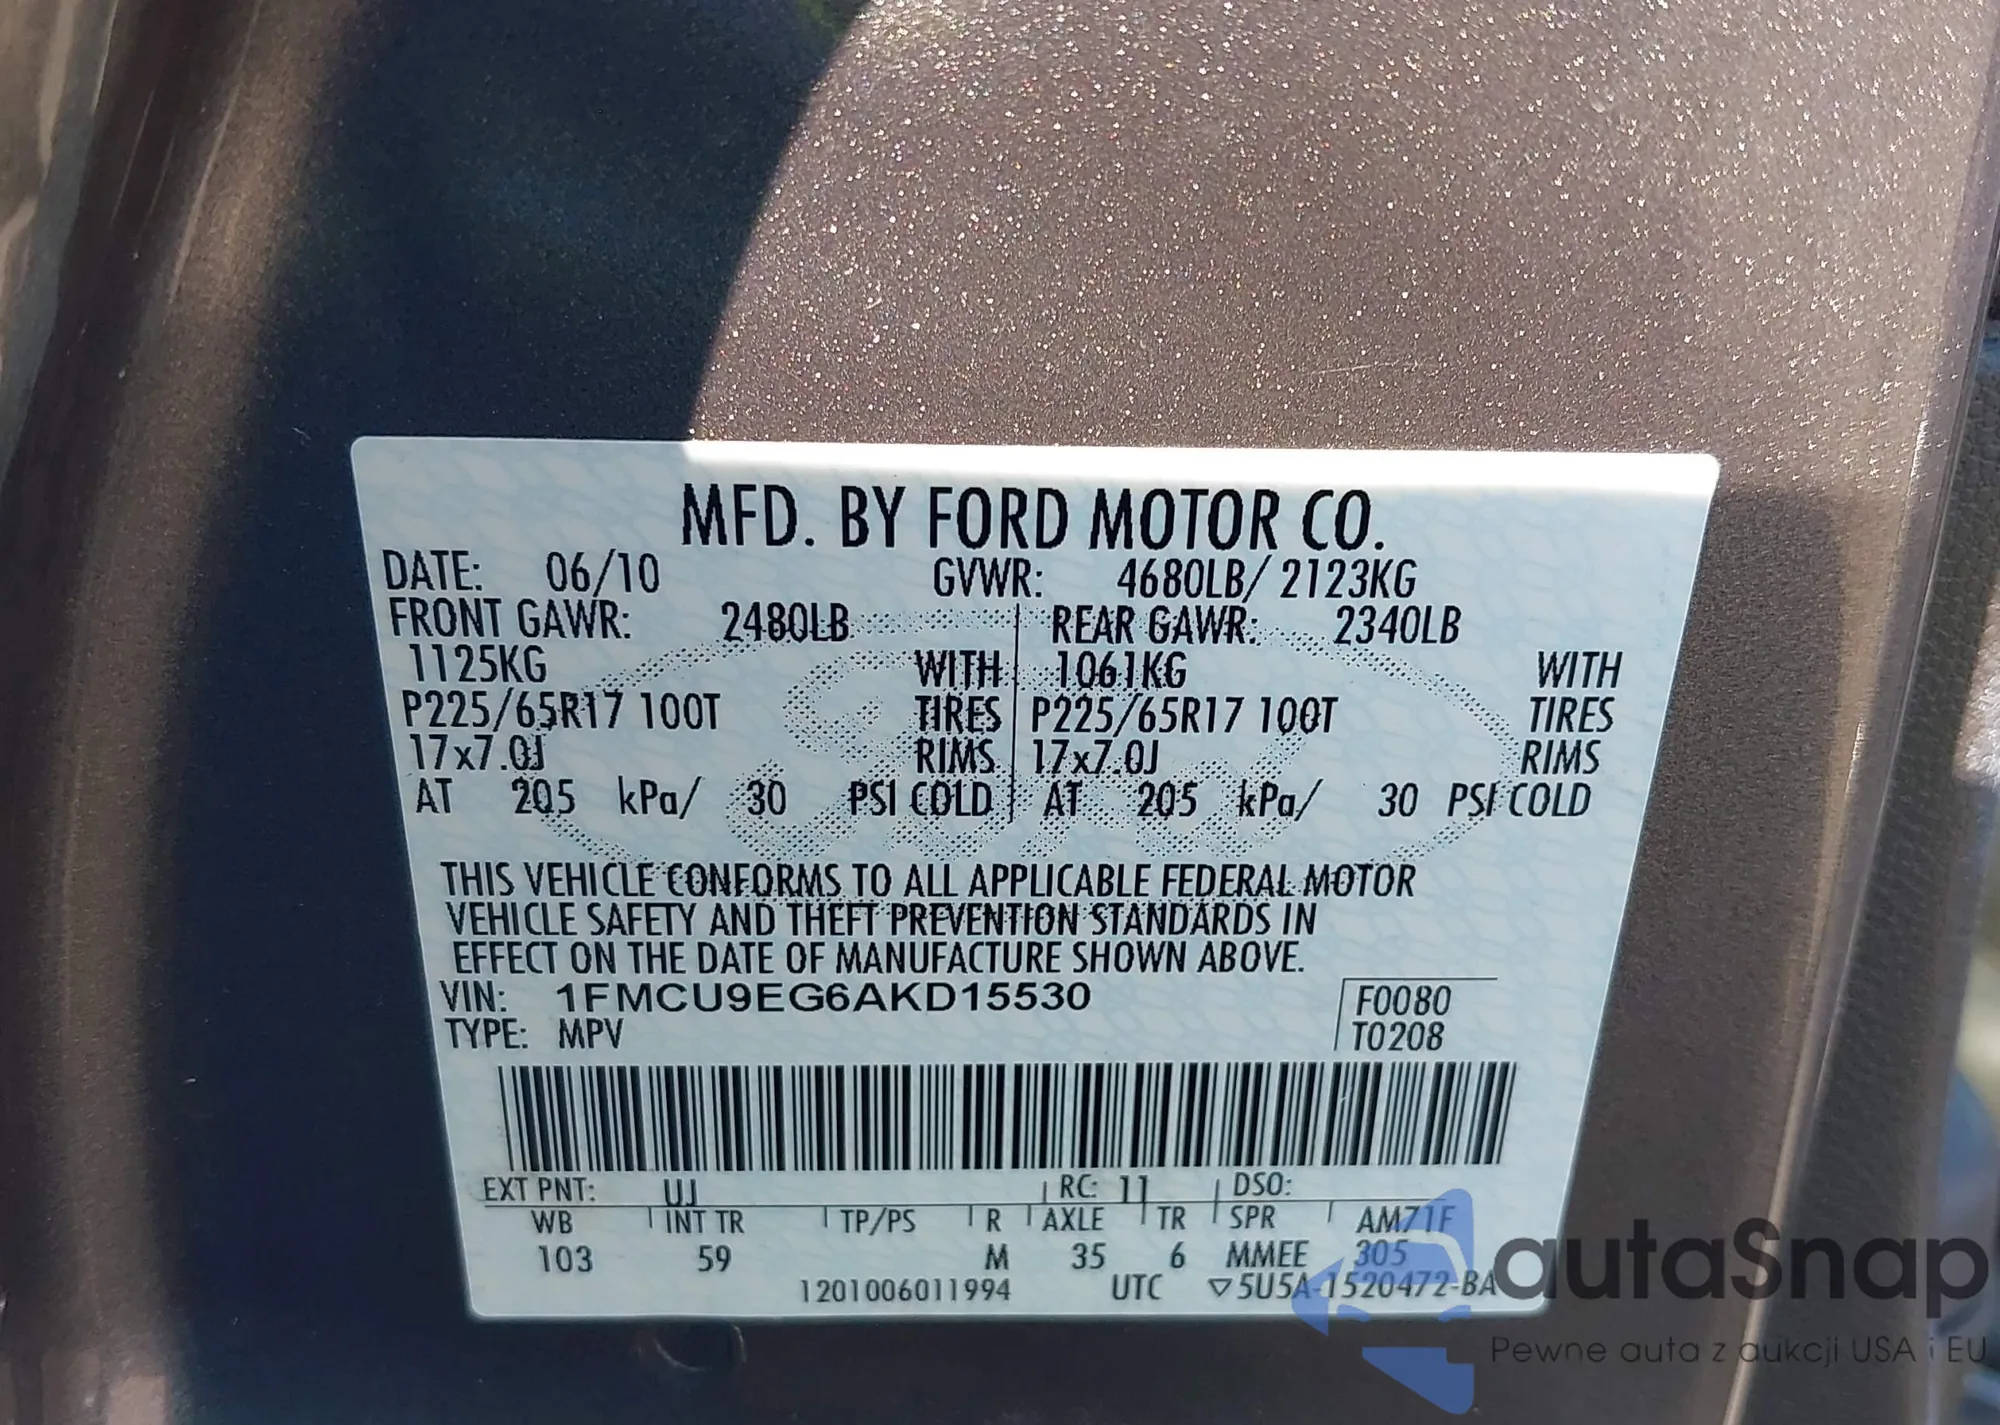 MFD. BY FORD MOTOR CO.
DATE: 06/10 GVWR: 4680LB/ 2123KG
FRONT GAWR: 2480LB REAR GAWR: 2340LB
1125KG WITH 1061KG WITH
P225/65R17 100T TIRES P225/65R17 100T TIRES
17x7.0J RIMS 17x7.0J RIMS
AT 205 kPa/ 30 PSI COLD AT 205 kPa/ 30 PSI COLD
THIS VEHICLE CONFORMS TO ALL APPLICABLE FEDERAL MOTOR
VEHICLE SAFETY AND THEFT PREVENTION STANDARDS IN
EFFECT ON THE DATE OF MANUFACTURE SHOWN ABOVE.
VIN: 1FMCU9EG6AKD15530 F0080
TYPE: MPV T0208
EXT PNT: UJ RC: 11 DSO:
WB INT TR TP/PS R AXLE TR SPR AM71F
103 59 M 35 6 MMEE 305
1201006011994 UTC ▽5U5A-1520472-BA
autoSnap
Pewne auta z aukcji USA i EU